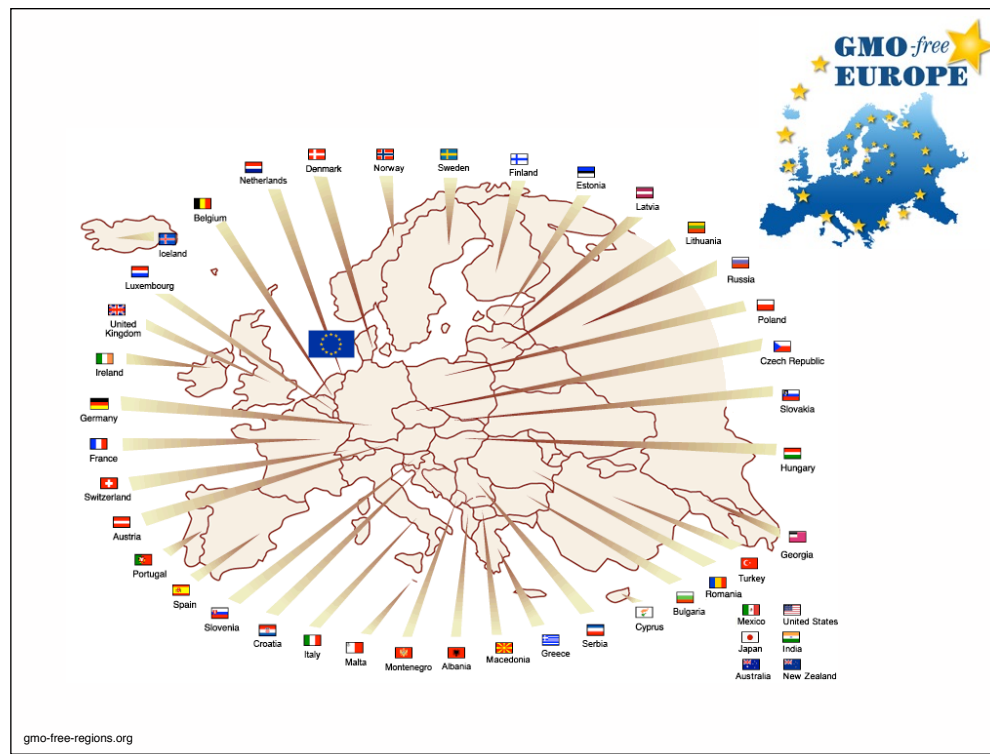 GMO-free
EUROPE
Netherlands
Denmark
Norway
Sweden
Finland
Estonia
Latvia
Belgium
Lithuania
Iceland
Russia
Luxembourg
Poland
United
Kingdom
Czech Republic
Ireland
Slovakia
Germany
France
Hungary
Switzerland
Austria
Georgia
Portugal
Turkey
Spain
Romania
Slovenia
Bulgaria
Cyprus
Croatia
Serbia
Italy
Greece
Malta
Macedonia
Montenegro
Albania
Mexico
United States
Japan
India
Australia
New Zealand
gmo-free-regions.org